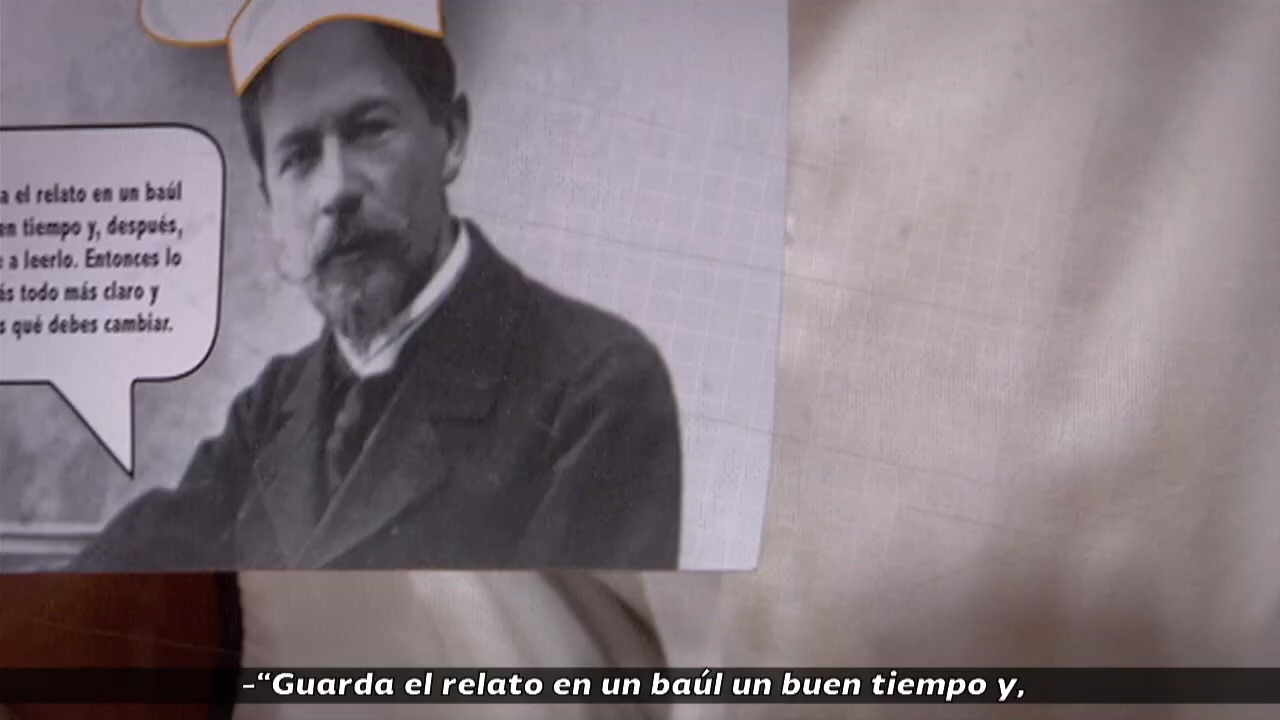 a el relato en un baúl
en tiempo y, después,
e a leerlo. Entonces lo
ás todo más claro y
s qué debes cambiar.
-“Guarda el relato en un baúl un buen tiempo y,